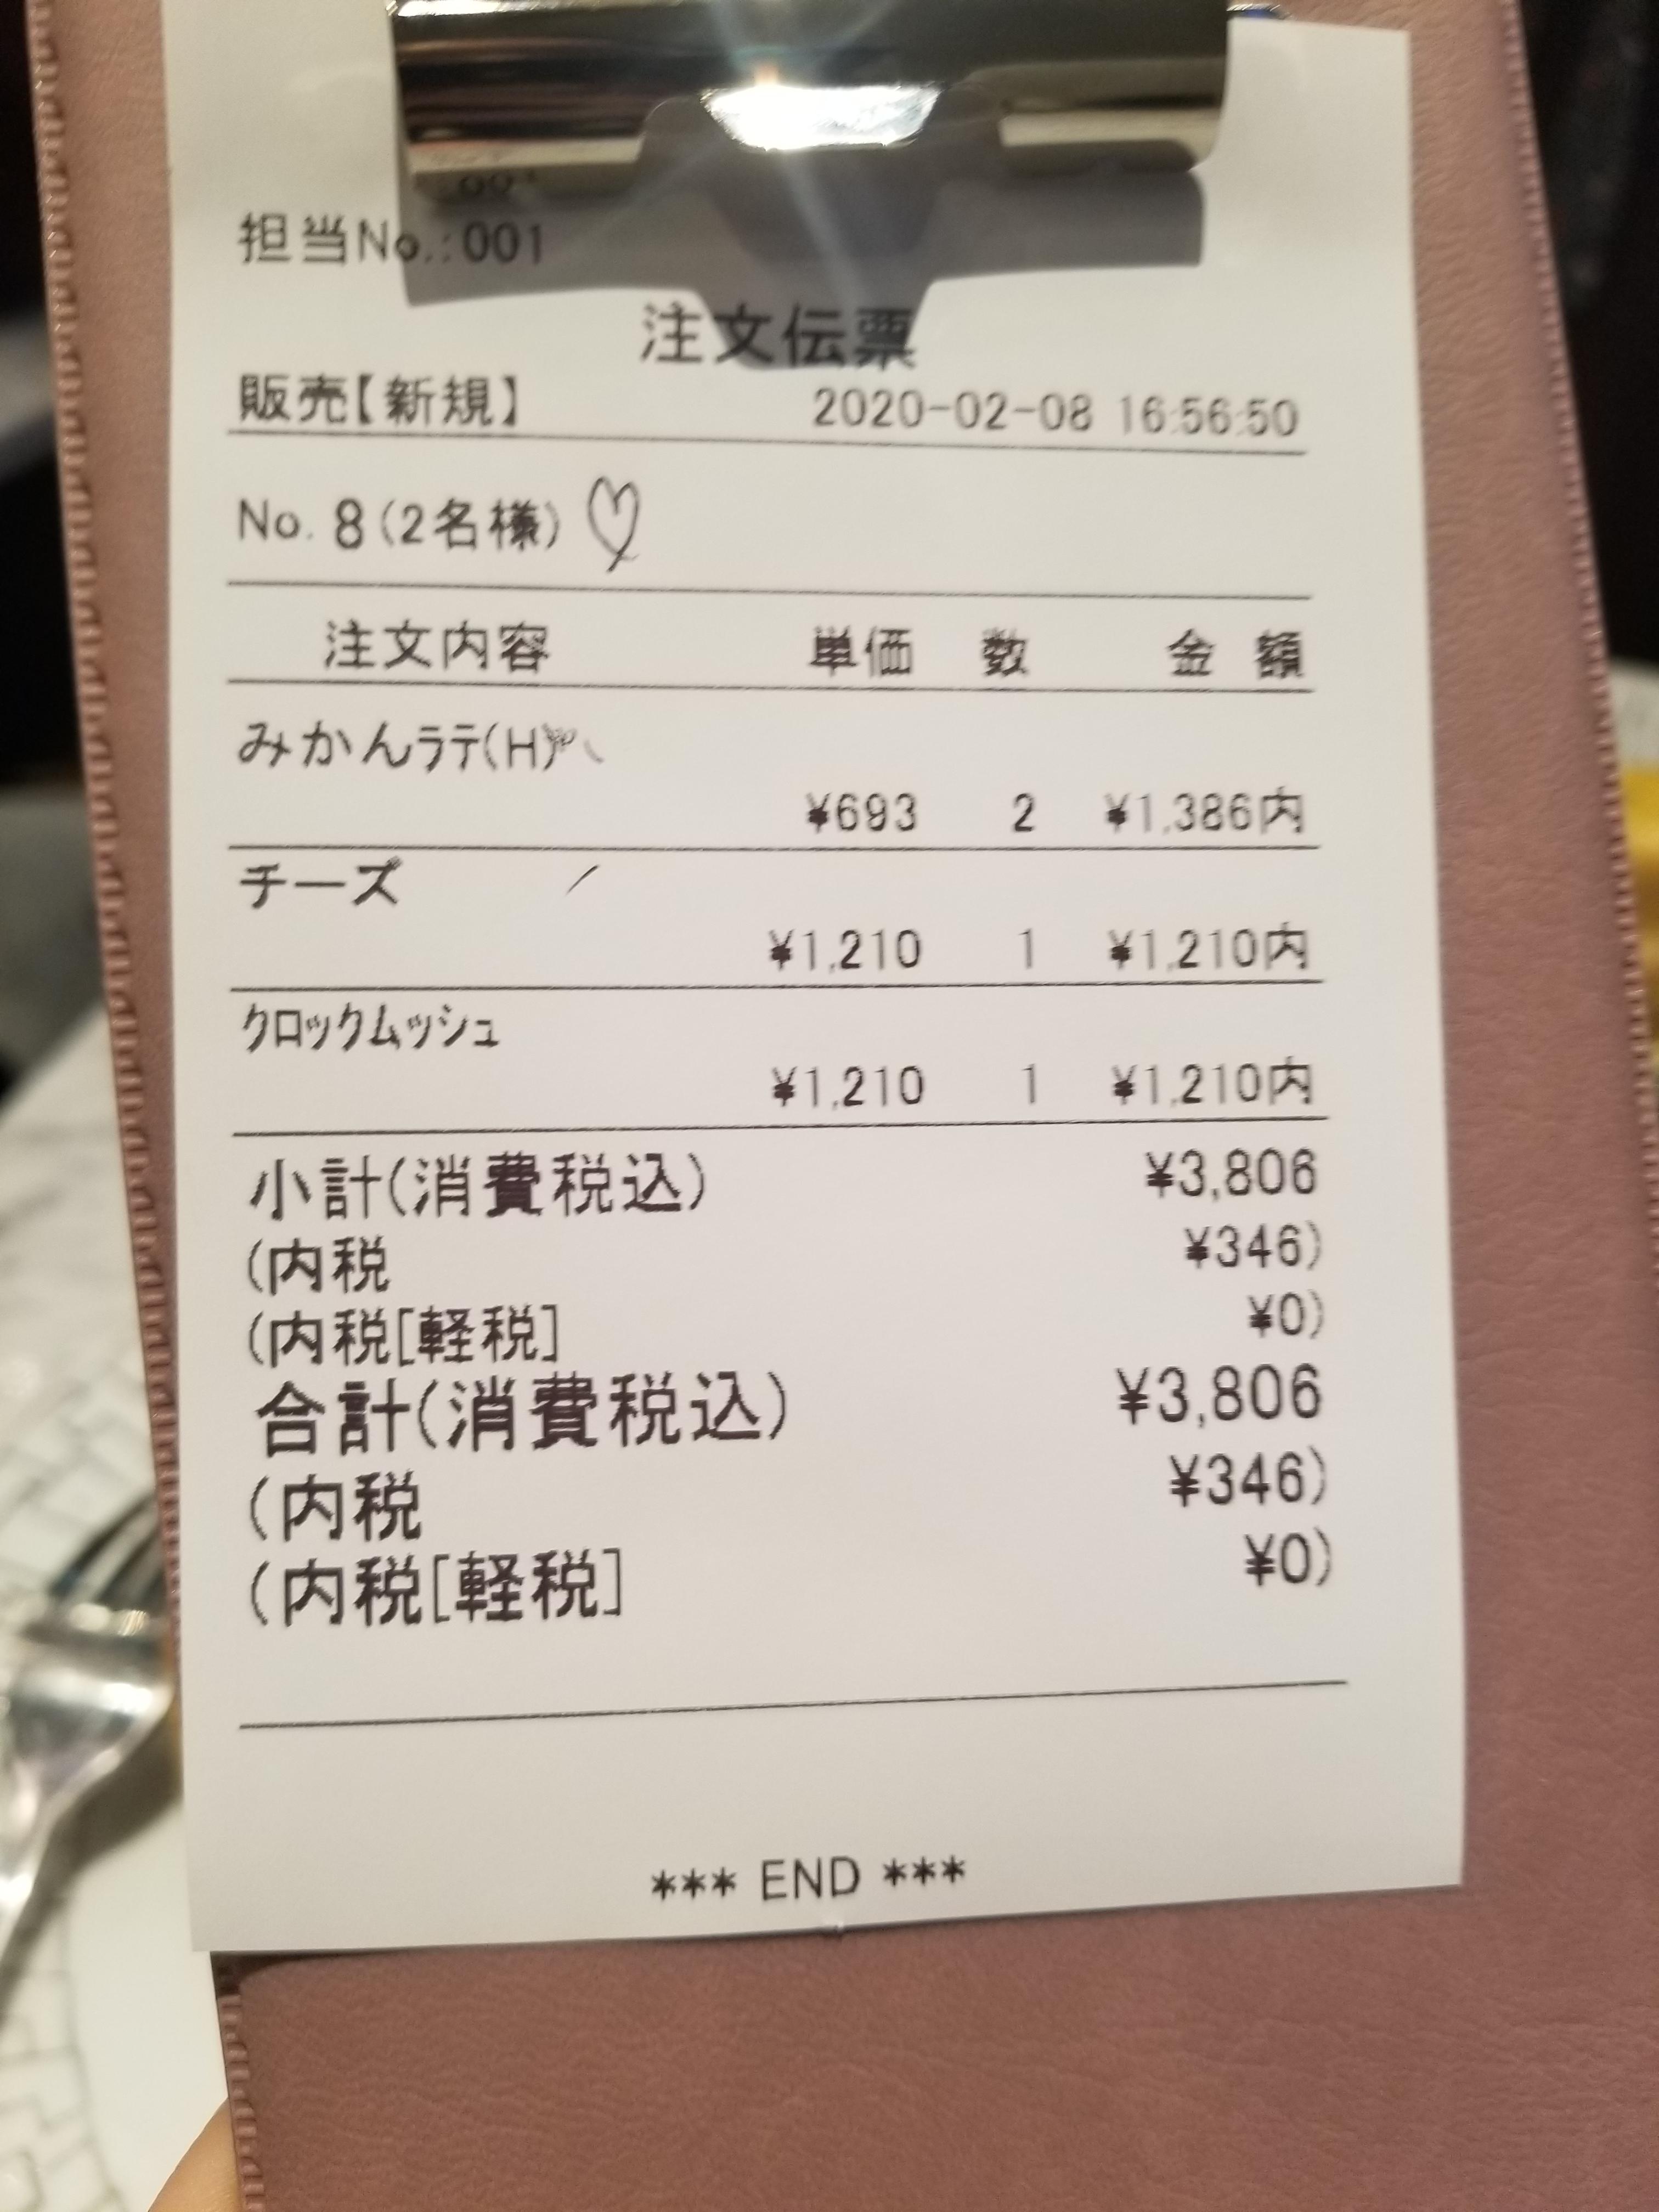 担当No.:001
注文伝票
販売【新規】 2020-02-08 16:56:50
No. 8(2名様)
注文内容 単価 数 金 額
みかんﾗﾃ(H)
¥693 2 ¥1,386内
チーズ
¥1,210 1 ¥1,210内
ｸﾛｯｸﾑｯｼｭ
¥1,210 1 ¥1,210内
小計(消費税込) ¥3,806
(内税 ¥346)
(内税[軽税] ¥0)
合計(消費税込) ¥3,806
(内税 ¥346)
(内税[軽税] ¥0)
*** END ***